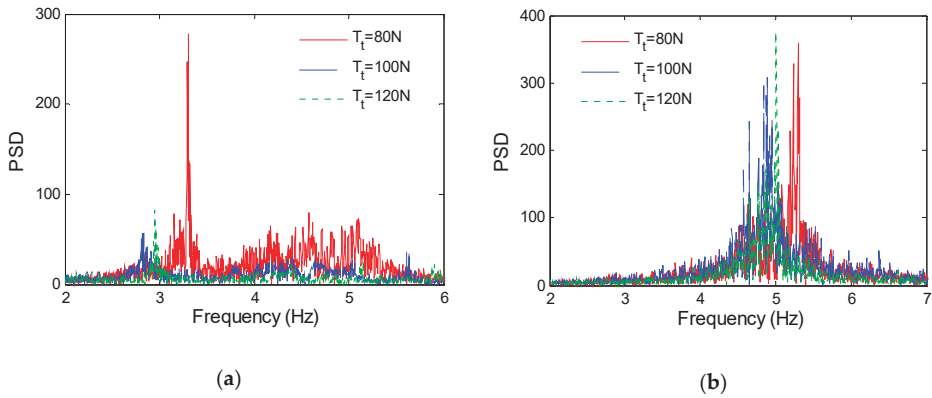 300
200
100
0
PSD
T_t=80N
T_t=100N
T_t=120N
2 3 4 5 6
Frequency (Hz)
(a)
400
300
200
100
0
PSD
T_t=80N
T_t=100N
T_t=120N
2 3 4 5 6 7
Frequency (Hz)
(b)